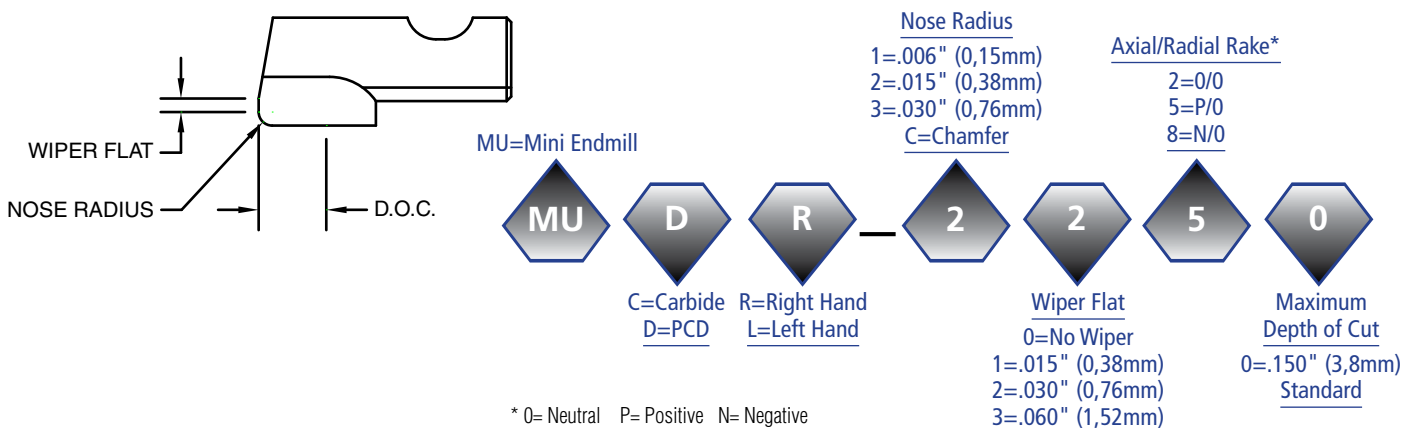 WIPER FLAT
NOSE RADIUS
D.O.C.
MU=Mini Endmill
Nose Radius
1=.006" (0,15mm)
2=.015" (0,38mm)
3=.030" (0,76mm)
C=Chamfer
Axial/Radial Rake*
2=0/0
5=P/0
8=N/0
MU D R – 2 2 5 0
C=Carbide
D=PCD
R=Right Hand
L=Left Hand
Wiper Flat
0=No Wiper
1=.015" (0,38mm)
2=.030" (0,76mm)
3=.060" (1,52mm)
Maximum
Depth of Cut
0=.150" (3,8mm)
Standard
* 0= Neutral P= Positive N= Negative